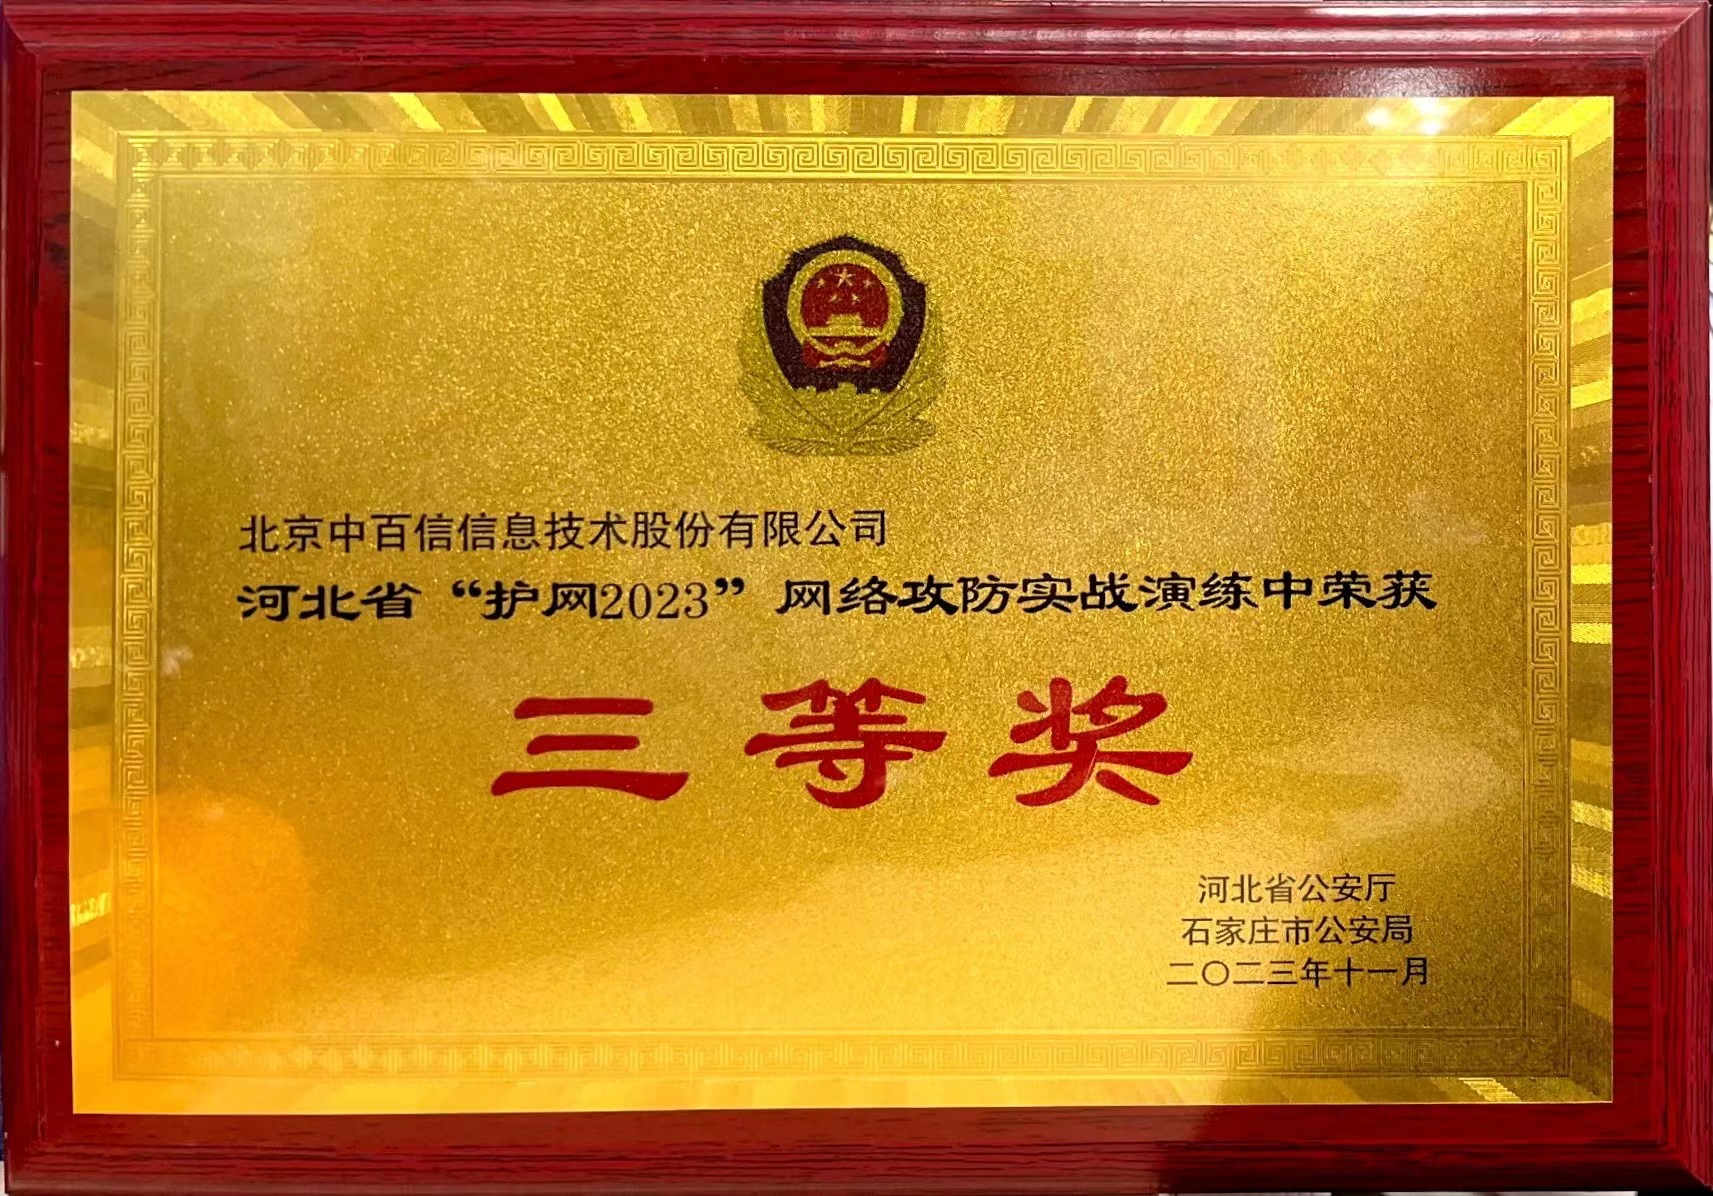 北京中百信信息技术股份有限公司
河北省“护网2023”网络攻防实战演练中荣获
三等奖
河北省公安厅
石家庄市公安局
二〇二三年十一月